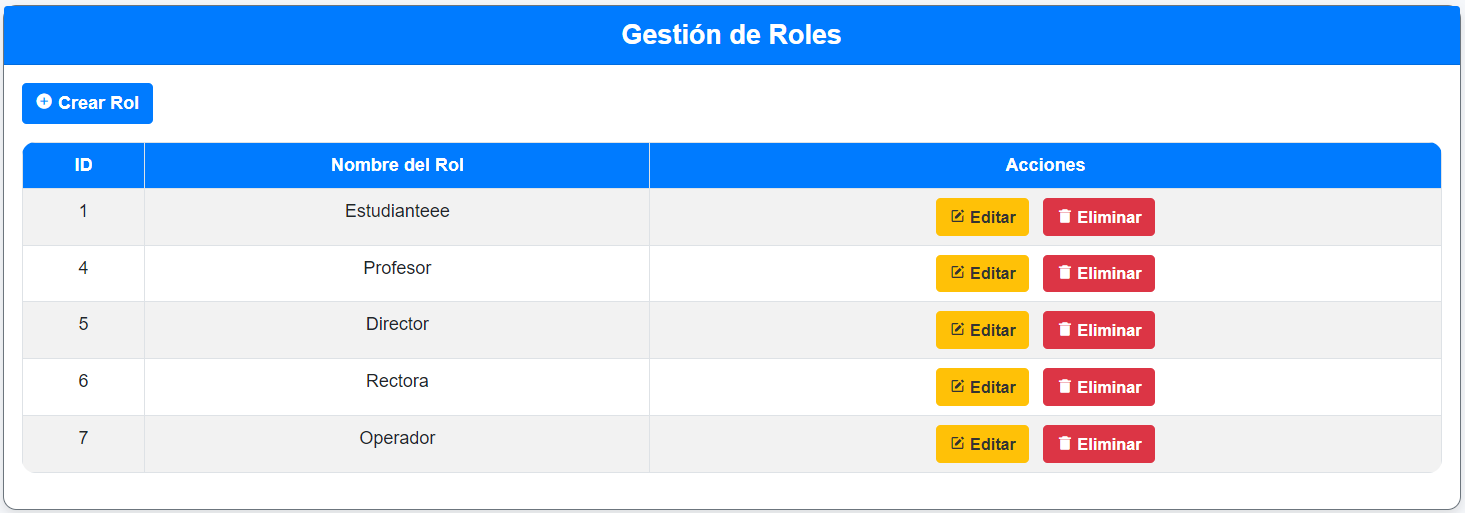 Gestión de Roles
Crear Rol
ID Nombre del Rol Acciones
1 Estudianteee Editar Eliminar
4 Profesor Editar Eliminar
5 Director Editar Eliminar
6 Rectora Editar Eliminar
7 Operador Editar Eliminar